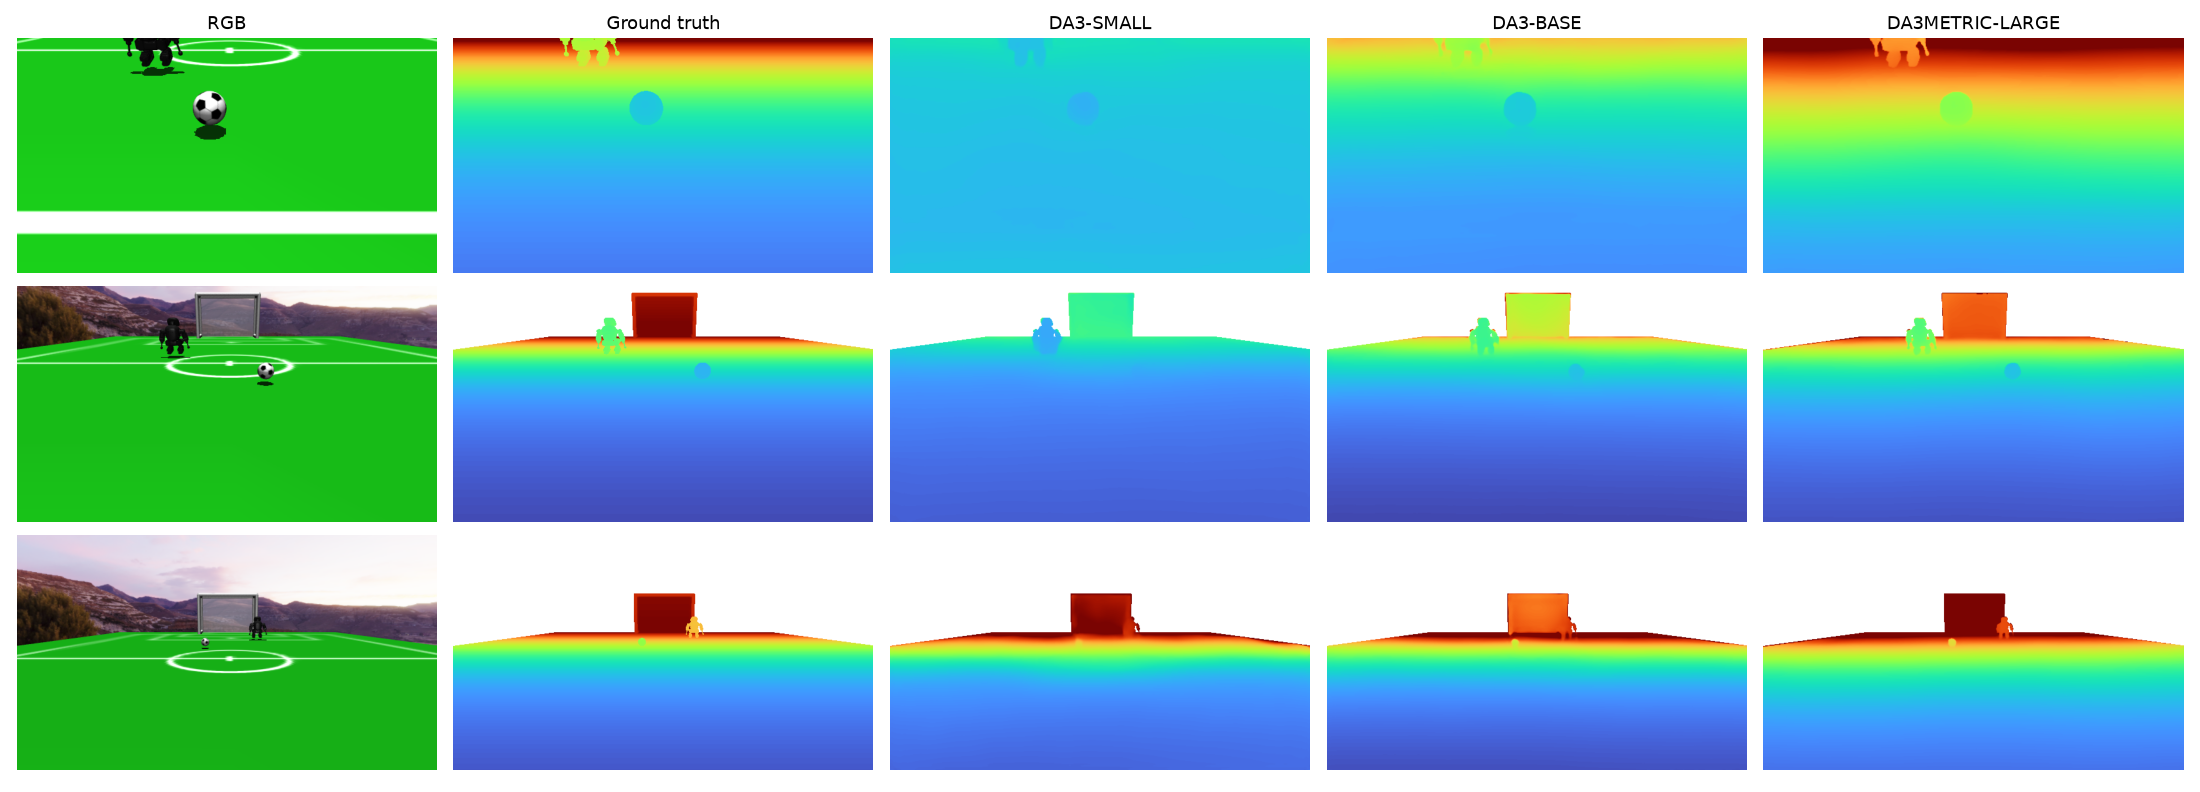 RGB
Ground truth
DA3-SMALL
DA3-BASE
DA3METRIC-LARGE